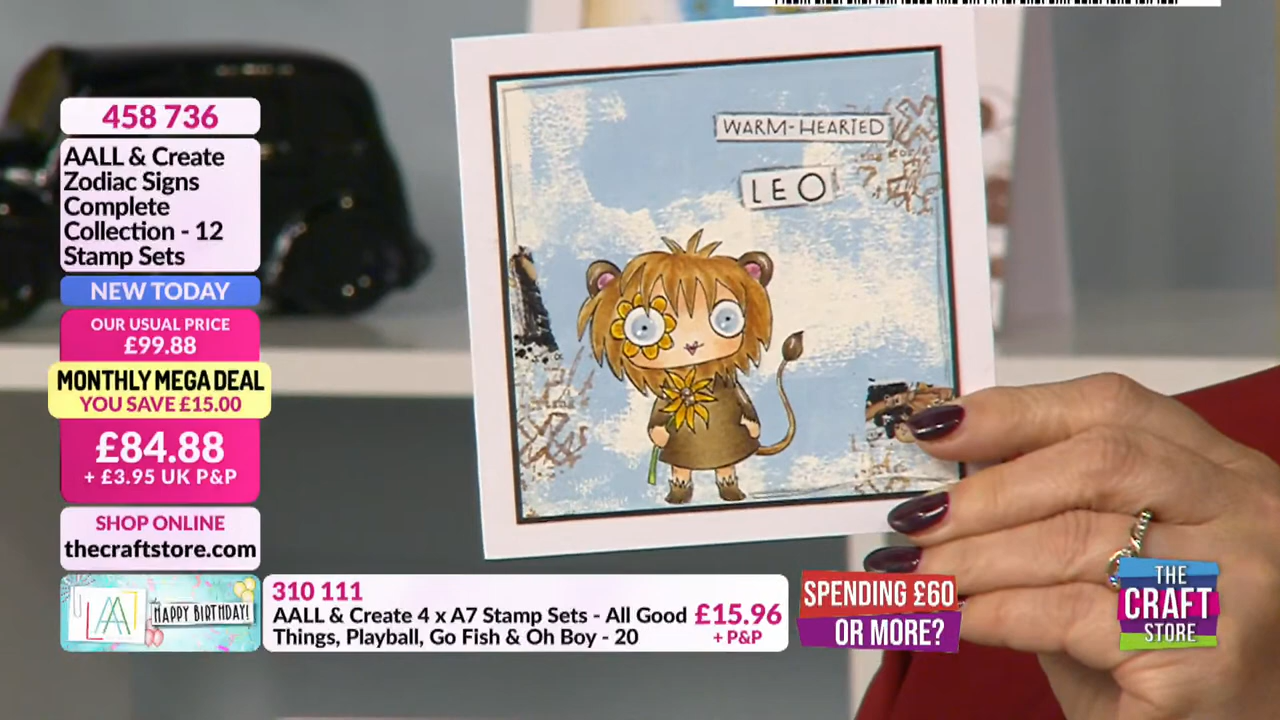 458 736
AALL & Create
Zodiac Signs
Complete
Collection - 12
Stamp Sets
NEW TODAY
OUR USUAL PRICE
£99.88
MONTHLY MEGA DEAL
YOU SAVE £15.00
£84.88
+ £3.95 UK P&P
SHOP ONLINE
thecraftstore.com
WARM-HEARTED
LEO
HAPPY BIRTHDAY!
310 111
AALL & Create 4 x A7 Stamp Sets - All Good
Things, Playball, Go Fish & Oh Boy - 20
£15.96
+ P&P
SPENDING £60
OR MORE?
THE
CRAFT
STORE